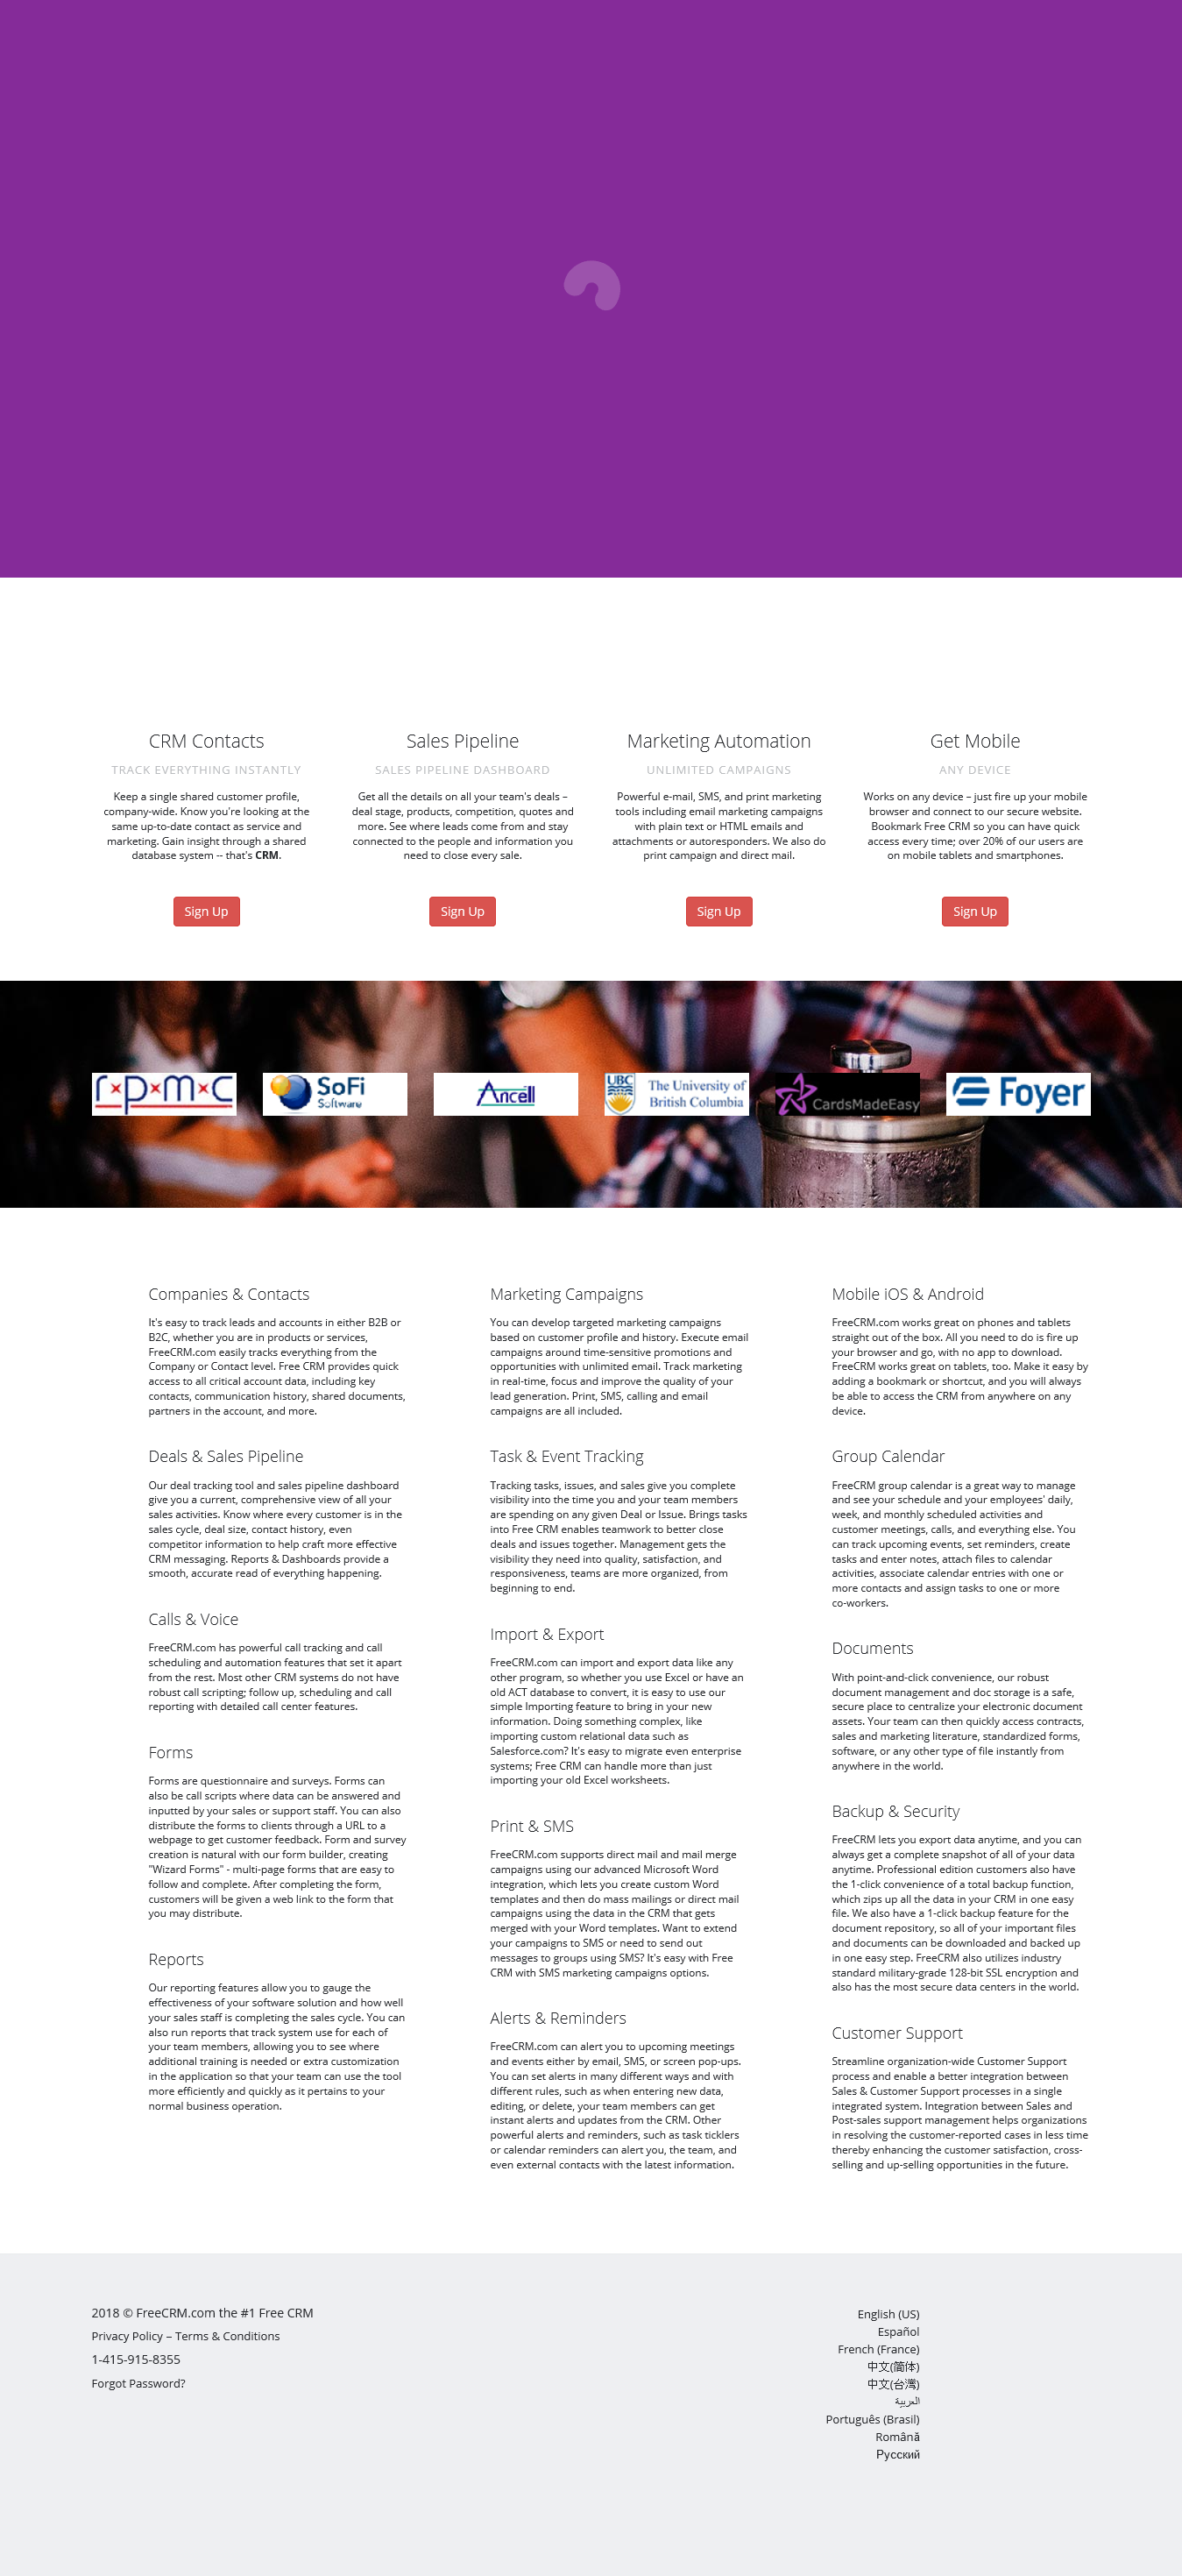 CRM Contacts
TRACK EVERYTHING INSTANTLY
Keep a single shared customer profile,
company-wide. Know you're looking at the
same up-to-date contact as service and
marketing. Gain insight through a shared
database system -- that's CRM.
Sign Up
Sales Pipeline
SALES PIPELINE DASHBOARD
Get all the details on all your team's deals –
deal stage, products, competition, quotes and
more. See where leads come from and stay
connected to the people and information you
need to close every sale.
Sign Up
Marketing Automation
UNLIMITED CAMPAIGNS
Powerful e-mail, SMS, and print marketing
tools including email marketing campaigns
with plain text or HTML emails and
attachments or autoresponders. We also do
print campaign and direct mail.
Sign Up
Get Mobile
ANY DEVICE
Works on any device – just fire up your mobile
browser and connect to our secure website.
Bookmark Free CRM so you can have quick
access every time; over 20% of our users are
on mobile tablets and smartphones.
Sign Up
r·p·m·c
SoFi
Software
Ancell
UBC
The University of
British Columbia
CardsMadeEasy
Foyer
Companies & Contacts
It's easy to track leads and accounts in either B2B or
B2C, whether you are in products or services,
FreeCRM.com easily tracks everything from the
Company or Contact level. Free CRM provides quick
access to all critical account data, including key
contacts, communication history, shared documents,
partners in the account, and more.
Deals & Sales Pipeline
Our deal tracking tool and sales pipeline dashboard
give you a current, comprehensive view of all your
sales activities. Know where every customer is in the
sales cycle, deal size, contact history, even
competitor information to help craft more effective
CRM messaging. Reports & Dashboards provide a
smooth, accurate read of everything happening.
Calls & Voice
FreeCRM.com has powerful call tracking and call
scheduling and automation features that set it apart
from the rest. Most other CRM systems do not have
robust call scripting; follow up, scheduling and call
reporting with detailed call center features.
Forms
Forms are questionnaire and surveys. Forms can
also be call scripts where data can be answered and
inputted by your sales or support staff. You can also
distribute the forms to clients through a URL to a
webpage to get customer feedback. Form and survey
creation is natural with our form builder, creating
"Wizard Forms" - multi-page forms that are easy to
follow and complete. After completing the form,
customers will be given a web link to the form that
you may distribute.
Reports
Our reporting features allow you to gauge the
effectiveness of your software solution and how well
your sales staff is completing the sales cycle. You can
also run reports that track system use for each of
your team members, allowing you to see where
additional training is needed or extra customization
in the application so that your team can use the tool
more efficiently and quickly as it pertains to your
normal business operation.
Marketing Campaigns
You can develop targeted marketing campaigns
based on customer profile and history. Execute email
campaigns around time-sensitive promotions and
opportunities with unlimited email. Track marketing
in real-time, focus and improve the quality of your
lead generation. Print, SMS, calling and email
campaigns are all included.
Task & Event Tracking
Tracking tasks, issues, and sales give you complete
visibility into the time you and your team members
are spending on any given Deal or Issue. Brings tasks
into Free CRM enables teamwork to better close
deals and issues together. Management gets the
visibility they need into quality, satisfaction, and
responsiveness, teams are more organized, from
beginning to end.
Import & Export
FreeCRM.com can import and export data like any
other program, so whether you use Excel or have an
old ACT database to convert, it is easy to use our
simple Importing feature to bring in your new
information. Doing something complex, like
importing custom relational data such as
Salesforce.com? It's easy to migrate even enterprise
systems; Free CRM can handle more than just
importing your old Excel worksheets.
Print & SMS
FreeCRM.com supports direct mail and mail merge
campaigns using our advanced Microsoft Word
integration, which lets you create custom Word
templates and then do mass mailings or direct mail
campaigns using the data in the CRM that gets
merged with your Word templates. Want to extend
your campaigns to SMS or need to send out
messages to groups using SMS? It's easy with Free
CRM with SMS marketing campaigns options.
Alerts & Reminders
FreeCRM.com can alert you to upcoming meetings
and events either by email, SMS, or screen pop-ups.
You can set alerts in many different ways and with
different rules, such as when entering new data,
editing, or delete, your team members can get
instant alerts and updates from the CRM. Other
powerful alerts and reminders, such as task ticklers
or calendar reminders can alert you, the team, and
even external contacts with the latest information.
Mobile iOS & Android
FreeCRM.com works great on phones and tablets
straight out of the box. All you need to do is fire up
your browser and go, with no app to download.
FreeCRM works great on tablets, too. Make it easy by
adding a bookmark or shortcut, and you will always
be able to access the CRM from anywhere on any
device.
Group Calendar
FreeCRM group calendar is a great way to manage
and see your schedule and your employees' daily,
week, and monthly scheduled activities and
customer meetings, calls, and everything else. You
can track upcoming events, set reminders, create
tasks and enter notes, attach files to calendar
activities, associate calendar entries with one or
more contacts and assign tasks to one or more
co-workers.
Documents
With point-and-click convenience, our robust
document management and doc storage is a safe,
secure place to centralize your electronic document
assets. Your team can then quickly access contracts,
sales and marketing literature, standardized forms,
software, or any other type of file instantly from
anywhere in the world.
Backup & Security
FreeCRM lets you export data anytime, and you can
always get a complete snapshot of all of your data
anytime. Professional edition customers also have
the 1-click convenience of a total backup function,
which zips up all the data in your CRM in one easy
file. We also have a 1-click backup feature for the
document repository, so all of your important files
and documents can be downloaded and backed up
in one easy step. FreeCRM also utilizes industry
standard military-grade 128-bit SSL encryption and
also has the most secure data centers in the world.
Customer Support
Streamline organization-wide Customer Support
process and enable a better integration between
Sales & Customer Support processes in a single
integrated system. Integration between Sales and
Post-sales support management helps organizations
in resolving the customer-reported cases in less time
thereby enhancing the customer satisfaction, cross-
selling and up-selling opportunities in the future.
2018 © FreeCRM.com the #1 Free CRM
Privacy Policy – Terms & Conditions
1-415-915-8355
Forgot Password?
English (US)
Español
French (France)
中文(简体)
中文(台灣)
العربية
Português (Brasil)
Română
Русский